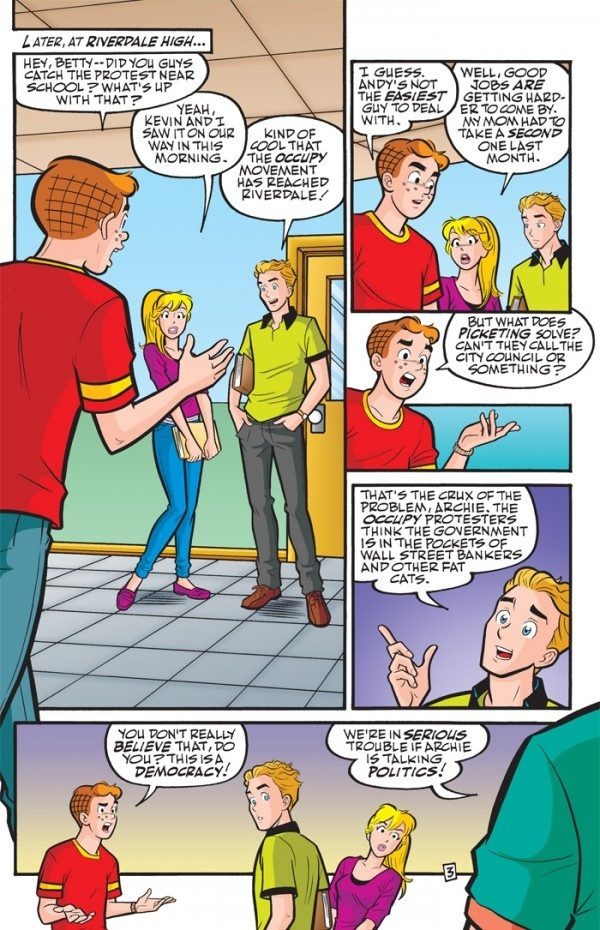 LATER, AT RIVERDALE HIGH...
HEY, BETTY--DID YOU GUYS
CATCH THE PROTEST NEAR
SCHOOL? WHAT'S UP
WITH THAT?
YEAH,
KEVIN AND I
SAW IT ON OUR
WAY IN THIS
MORNING.
KIND OF
COOL THAT
THE OCCUPY
MOVEMENT
HAS REACHED
RIVERDALE!
I GUESS.
ANDY'S NOT
THE EASIEST
GUY TO DEAL
WITH.
WELL, GOOD
JOBS ARE
GETTING HARD-
ER TO COME BY.
MY MOM HAD TO
TAKE A SECOND
ONE LAST
MONTH.
BUT WHAT DOES
PICKETING SOLVE?
CAN'T THEY CALL THE
CITY COUNCIL OR
SOMETHING?
THAT'S THE CRUX OF THE
PROBLEM, ARCHIE. THE
OCCUPY PROTESTERS
THINK THE GOVERNMENT
IS IN THE POCKETS OF
WALL STREET BANKERS
AND OTHER FAT
CATS.
YOU DON'T REALLY
BELIEVE THAT, DO
YOU? THIS IS A
DEMOCRACY!
WE'RE IN SERIOUS
TROUBLE IF ARCHIE
IS TALKING
POLITICS!
3